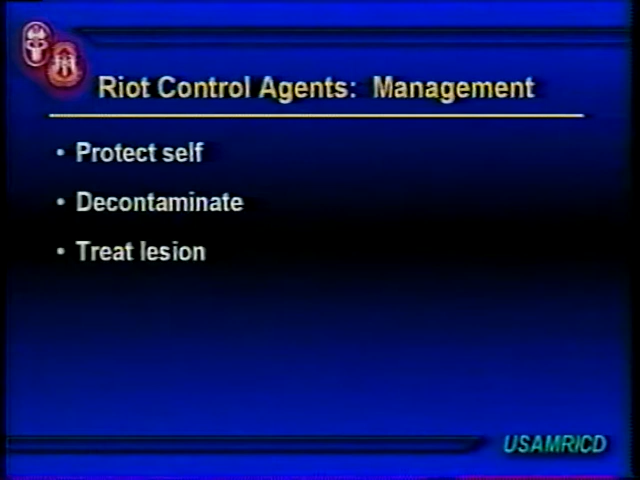 Riot Control Agents: Management
• Protect self
• Decontaminate
• Treat lesion
USAMRICD